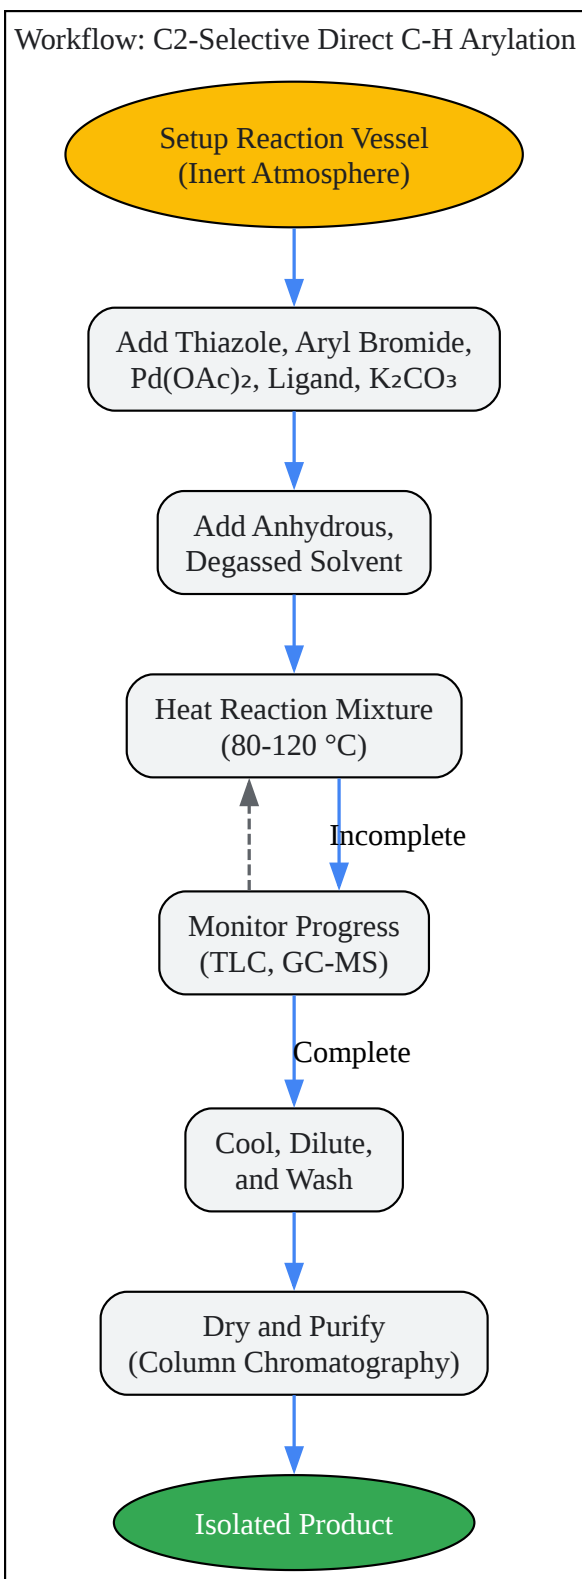 Workflow: C2-Selective Direct C-H Arylation
Setup Reaction Vessel
(Inert Atmosphere)
Add Thiazole, Aryl Bromide,
Pd(OAc)₂, Ligand, K₂CO₃
Add Anhydrous,
Degassed Solvent
Heat Reaction Mixture
(80-120 °C)
Incomplete
Monitor Progress
(TLC, GC-MS)
Complete
Cool, Dilute,
and Wash
Dry and Purify
(Column Chromatography)
Isolated Product